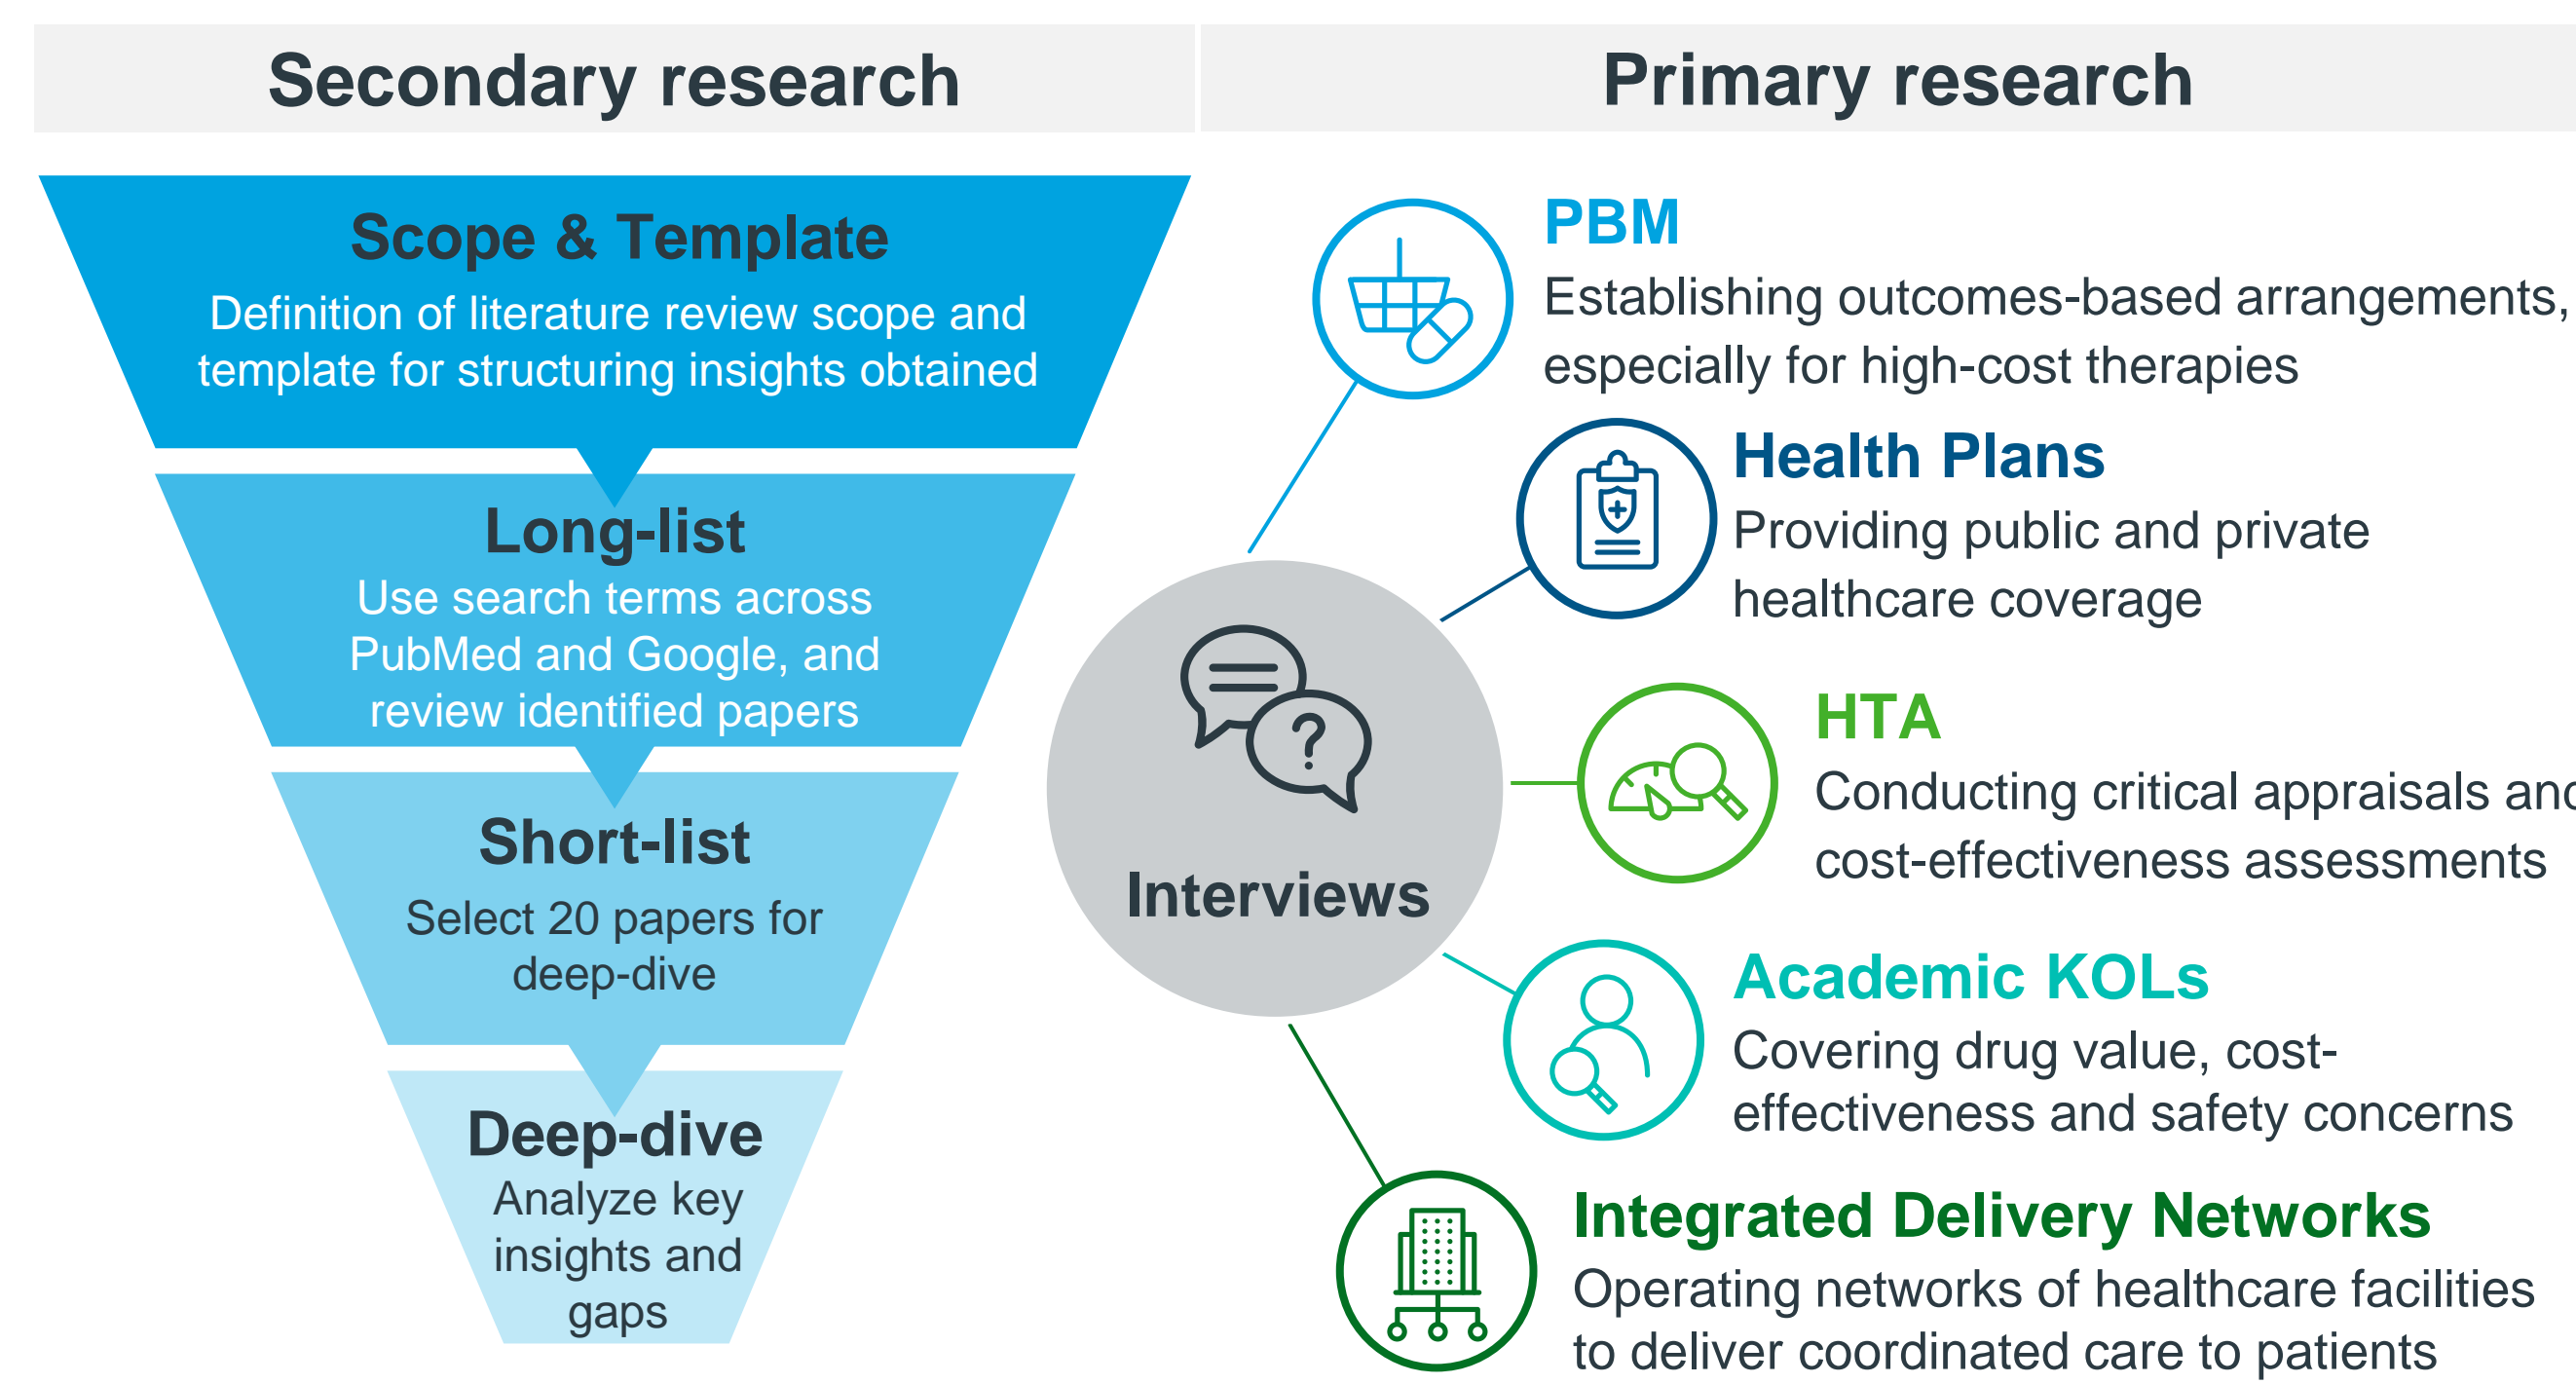 Secondary research
Scope & Template
Definition of literature review scope and
template for structuring insights obtained
Long-list
Use search terms across
PubMed and Google, and
review identified papers
Short-list
Select 20 papers for
deep-dive
Deep-dive
Analyze key
insights and
gaps
Primary research
Interviews
?
PBM
Establishing outcomes-based arrangements,
especially for high-cost therapies
Health Plans
Providing public and private
healthcare coverage
HTA
Conducting critical appraisals and
cost-effectiveness assessments
Academic KOLs
Covering drug value, cost-
effectiveness and safety concerns
Integrated Delivery Networks
Operating networks of healthcare facilities
to deliver coordinated care to patients